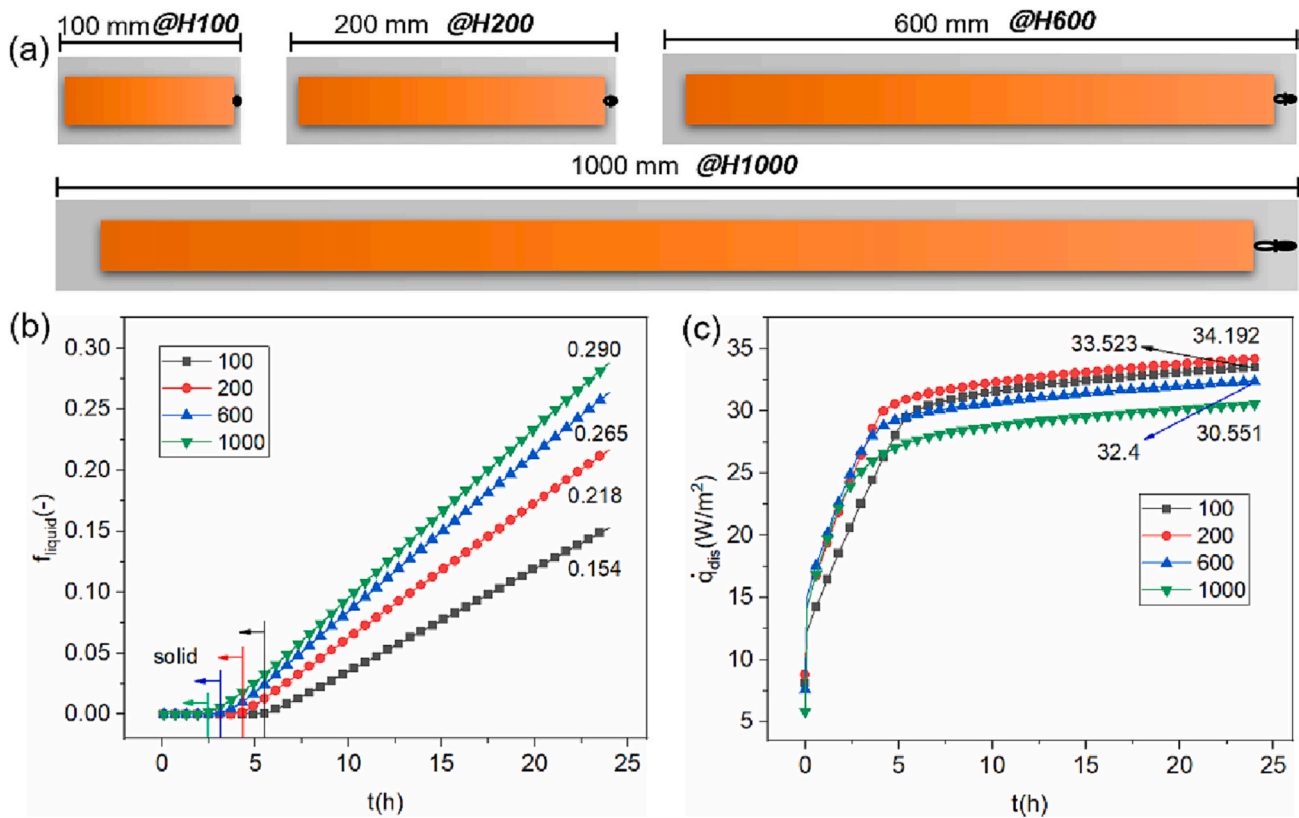 (a)
100 mm @H100
200 mm @H200
600 mm @H600
1000 mm @H1000
(b)
f_liquid(-)
0.30
0.25
0.20
0.15
0.10
0.05
0.00
100
200
600
1000
0.290
0.265
0.218
0.154
solid
0 5 10 15 20 25
t(h)
(c)
q̇_dis(W/m²)
35
30
25
20
15
10
5
33.523
34.192
32.4
30.551
100
200
600
1000
0 5 10 15 20 25
t(h)